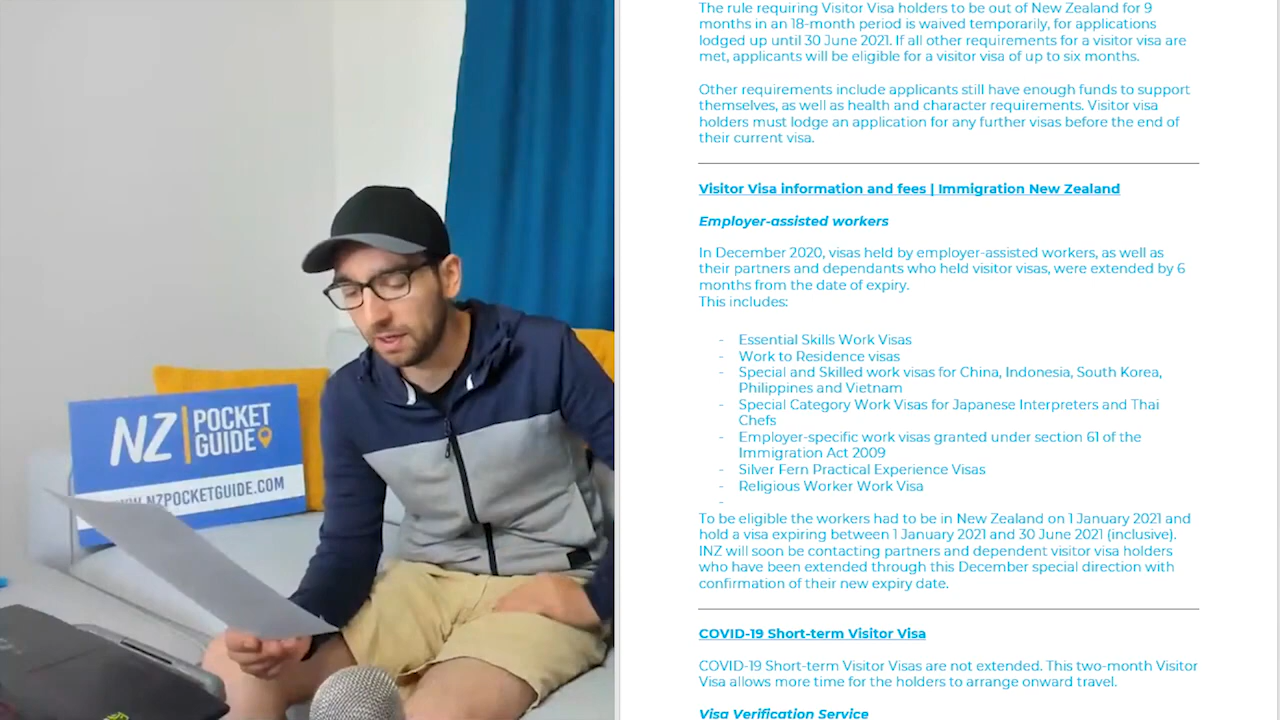 The rule requiring Visitor Visa holders to be out of New Zealand for 9
months in an 18-month period is waived temporarily, for applications
lodged up until 30 June 2021. If all other requirements for a visitor visa are
met, applicants will be eligible for a visitor visa of up to six months.
Other requirements include applicants still have enough funds to support
themselves, as well as health and character requirements. Visitor visa
holders must lodge an application for any further visas before the end of
their current visa.
Visitor Visa information and fees | Immigration New Zealand
Employer-assisted workers
In December 2020, visas held by employer-assisted workers, as well as
their partners and dependants who held visitor visas, were extended by 6
months from the date of expiry.
This includes:
- Essential Skills Work Visas
- Work to Residence visas
- Special and Skilled work visas for China, Indonesia, South Korea,
Philippines and Vietnam
- Special Category Work Visas for Japanese Interpreters and Thai
Chefs
- Employer-specific work visas granted under section 61 of the
Immigration Act 2009
- Silver Fern Practical Experience Visas
- Religious Worker Work Visa
-
To be eligible the workers had to be in New Zealand on 1 January 2021 and
hold a visa expiring between 1 January 2021 and 30 June 2021 (inclusive).
INZ will soon be contacting partners and dependent visitor visa holders
who have been extended through this December special direction with
confirmation of their new expiry date.
COVID-19 Short-term Visitor Visa
COVID-19 Short-term Visitor Visas are not extended. This two-month Visitor
Visa allows more time for the holders to arrange onward travel.
Visa Verification Service
NZ | POCKET
GUIDE
WW.NZPOCKETGUIDE.COM